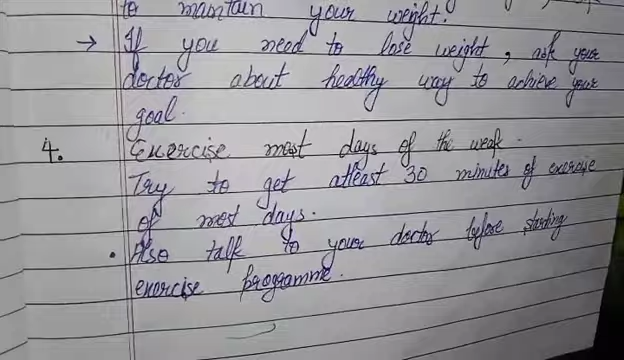 to maintain your weight.
→ If you need to lose weight, ask your
doctor about healthy way to achieve your
goal.
4. Exercise most days of the weak.
Try to get atleast 30 minutes of exercise
of most days.
• Also talk to your doctor before starting
exercise programme.